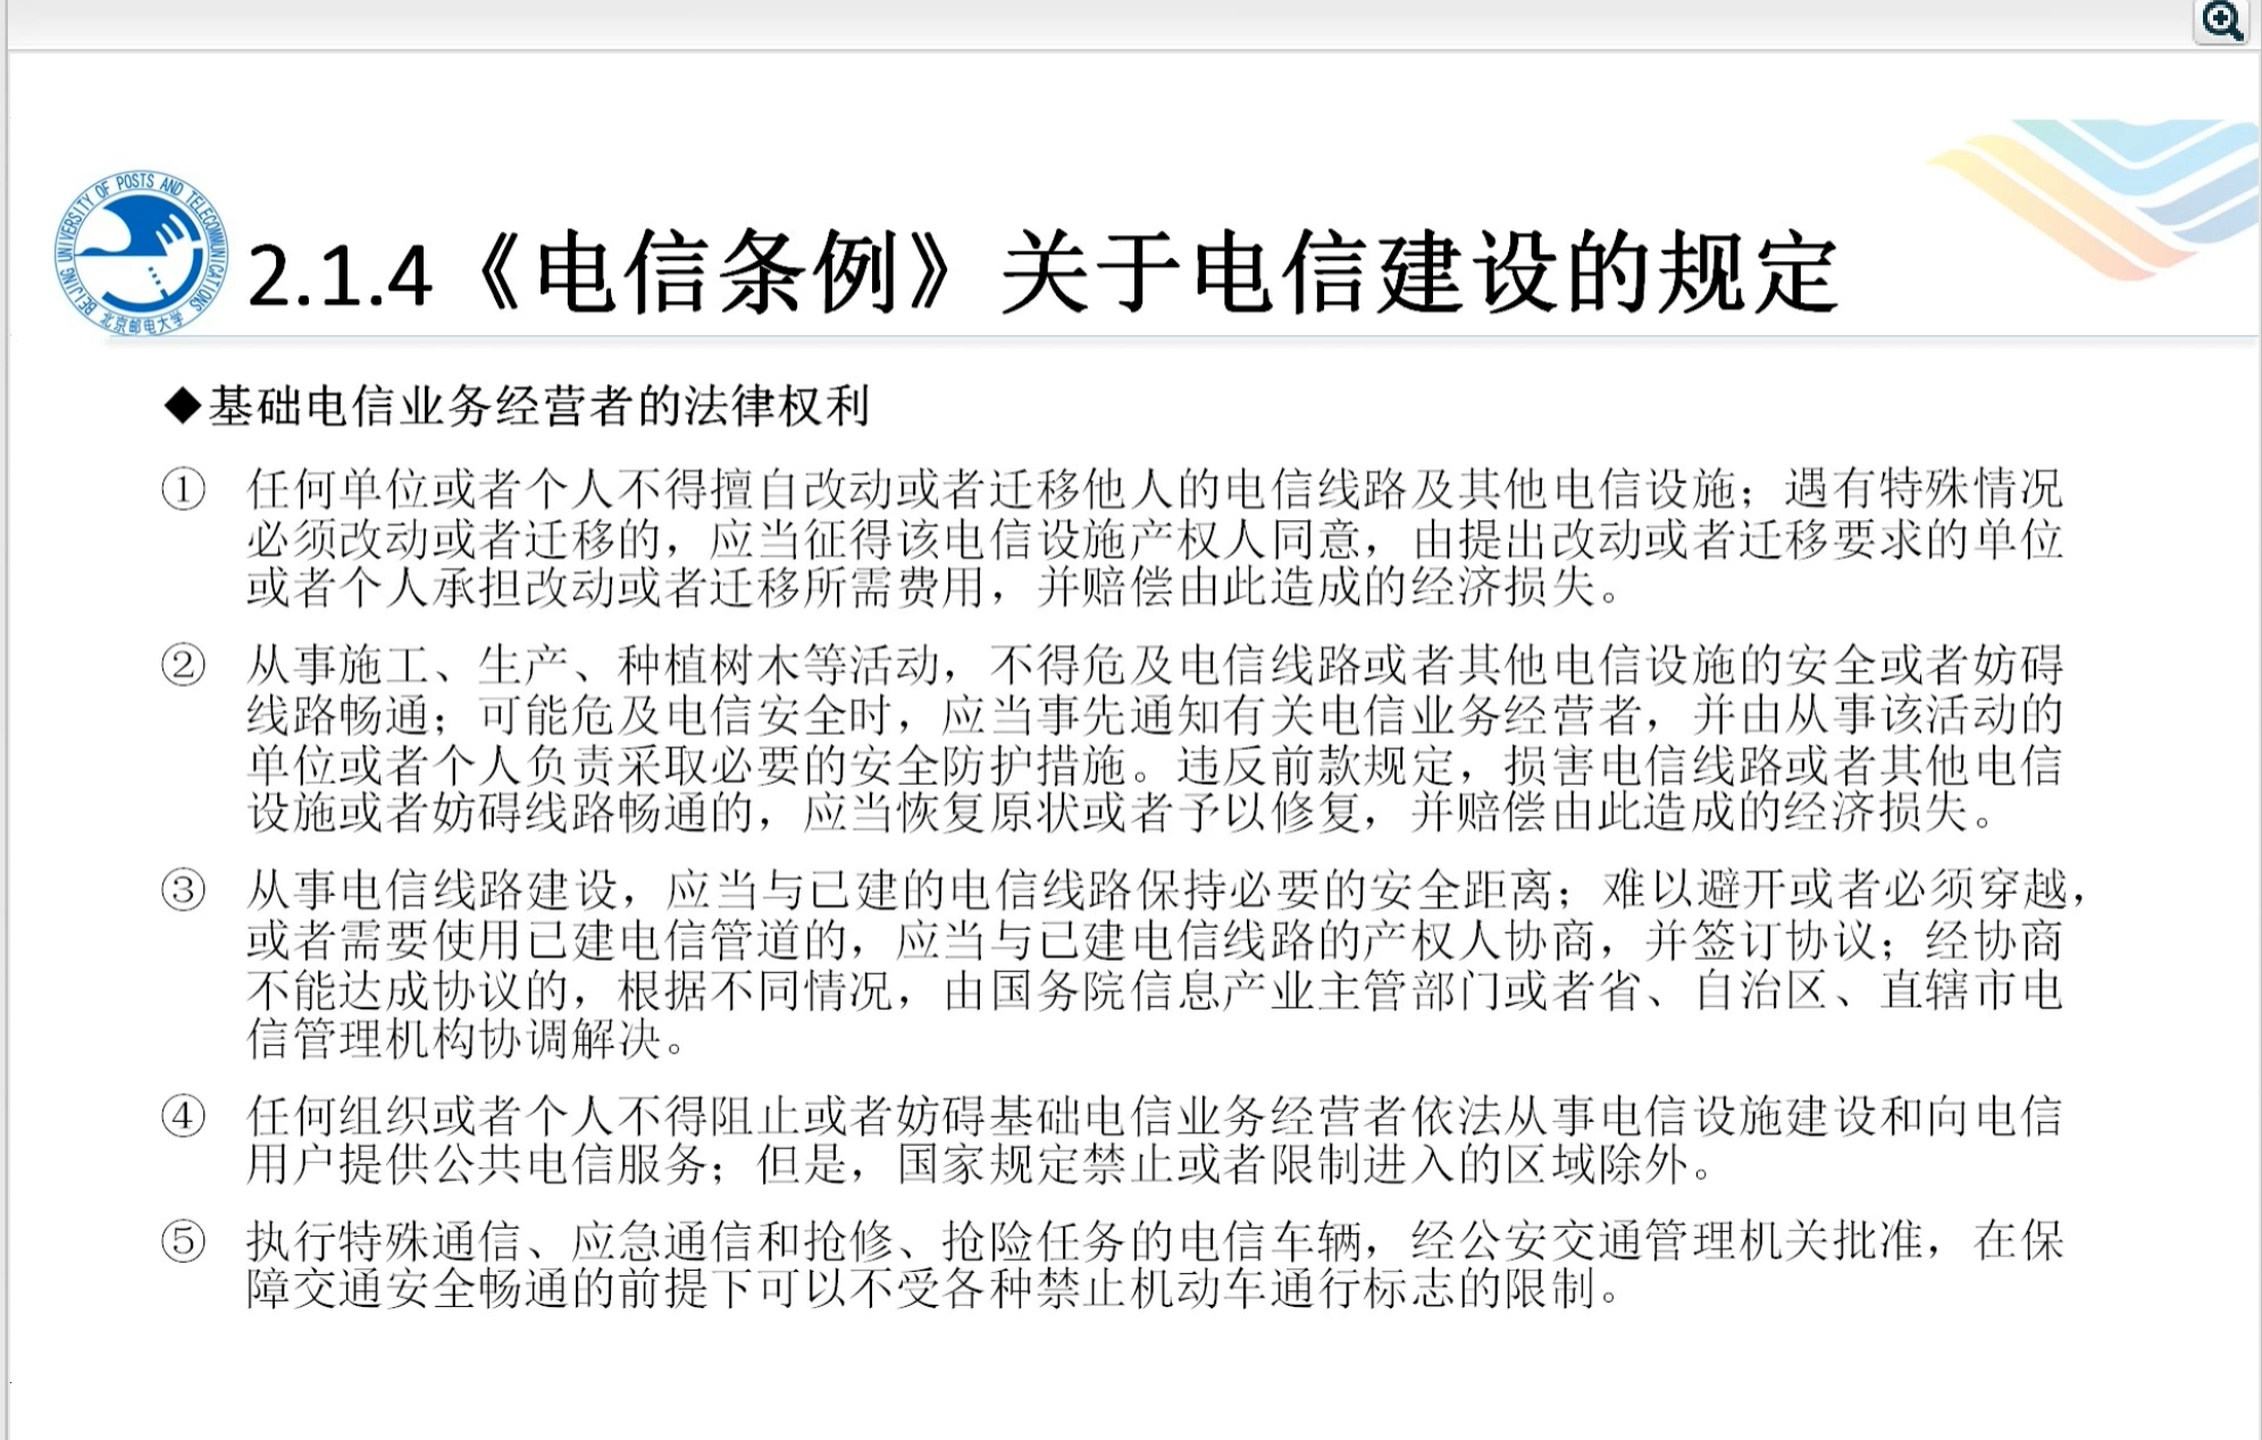 BEIJING UNIVERSITY OF POSTS AND TELECOMMUNICATIONS
北京邮电大学
2.1.4《电信条例》关于电信建设的规定
◆基础电信业务经营者的法律权利
① 任何单位或者个人不得擅自改动或者迁移他人的电信线路及其他电信设施；遇有特殊情况
必须改动或者迁移的，应当征得该电信设施产权人同意，由提出改动或者迁移要求的单位
或者个人承担改动或者迁移所需费用，并赔偿由此造成的经济损失。
② 从事施工、生产、种植树木等活动，不得危及电信线路或者其他电信设施的安全或者妨碍
线路畅通；可能危及电信安全时，应当事先通知有关电信业务经营者，并由从事该活动的
单位或者个人负责采取必要的安全防护措施。违反前款规定，损害电信线路或者其他电信
设施或者妨碍线路畅通的，应当恢复原状或者予以修复，并赔偿由此造成的经济损失。
③ 从事电信线路建设，应当与已建的电信线路保持必要的安全距离；难以避开或者必须穿越，
或者需要使用已建电信管道的，应当与已建电信线路的产权人协商，并签订协议；经协商
不能达成协议的，根据不同情况，由国务院信息产业主管部门或者省、自治区、直辖市电
信管理机构协调解决。
④ 任何组织或者个人不得阻止或者妨碍基础电信业务经营者依法从事电信设施建设和向电信
用户提供公共电信服务；但是，国家规定禁止或者限制进入的区域除外。
⑤ 执行特殊通信、应急通信和抢修、抢险任务的电信车辆，经公安交通管理机关批准，在保
障交通安全畅通的前提下可以不受各种禁止机动车通行标志的限制。